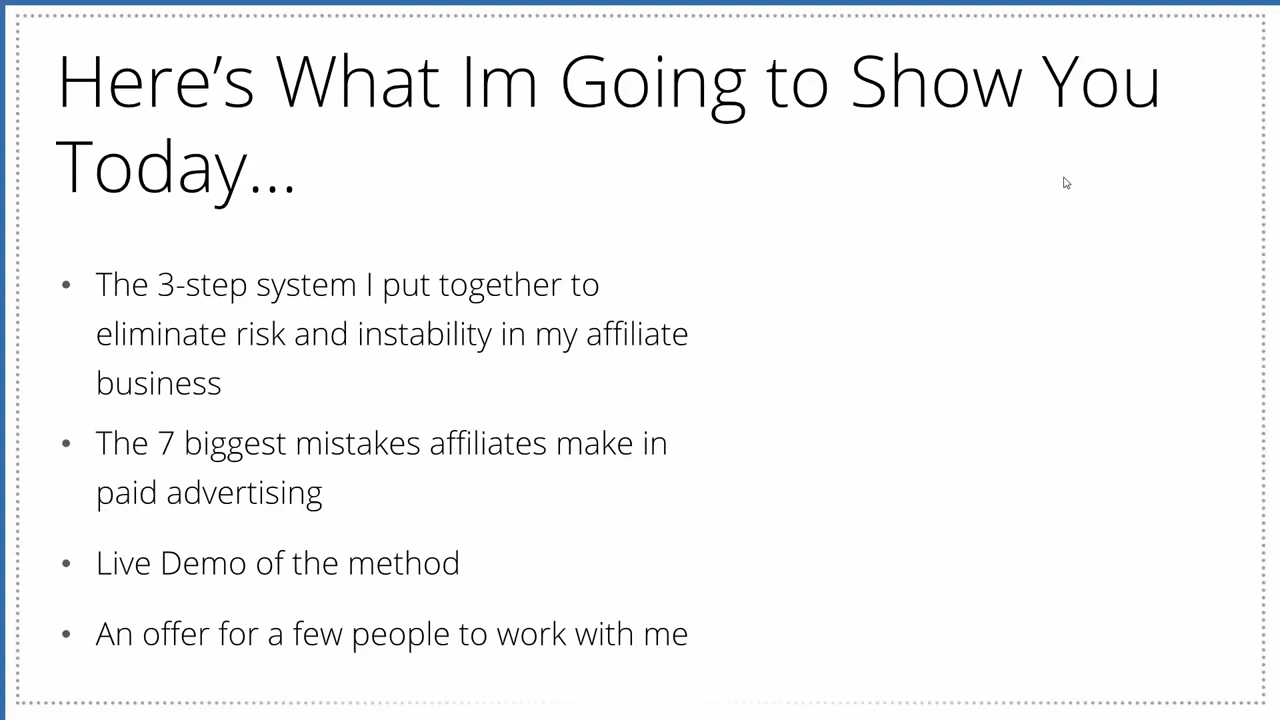 Here’s What Im Going to Show You
Today...
• The 3-step system I put together to
eliminate risk and instability in my affiliate
business
• The 7 biggest mistakes affiliates make in
paid advertising
• Live Demo of the method
• An offer for a few people to work with me